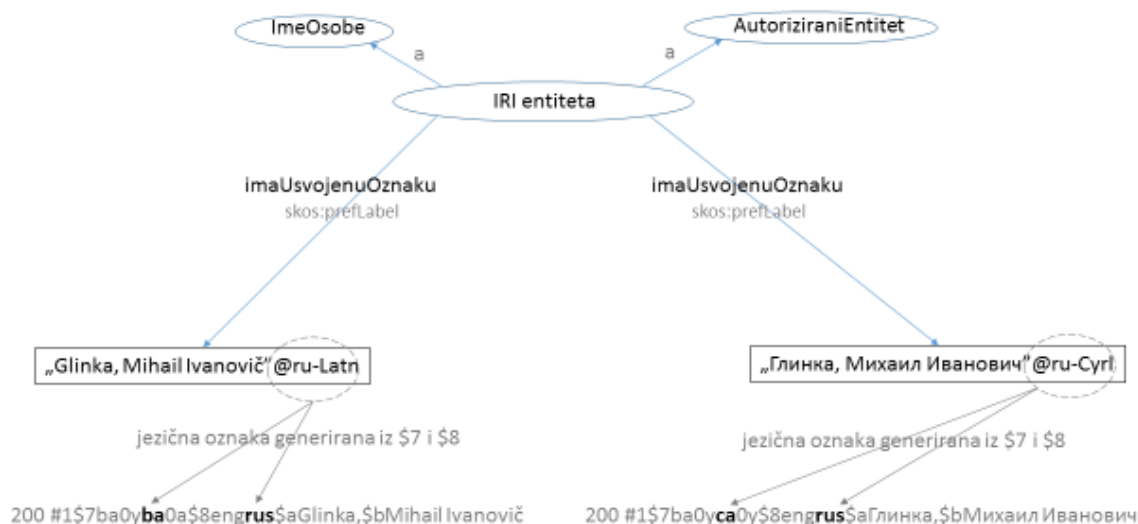 ImeOsobe
AutoriziraniEntitet
a
a
IRI entiteta
imaUsvojenuOznaku
skos:prefLabel
imaUsvojenuOznaku
skos:prefLabel
„Glinka, Mihail Ivanovič“ @ru-Latn
„Глинка, Михаил Иванович“ @ru-Cyrl
jezična oznaka generirana iz $7 i $8
jezična oznaka generirana iz $7 i $8
200 #1$7ba0yba0a$8engrus$aGlinka,$bMihail Ivanovič
200 #1$7ba0yca0y$8engrus$aГлинка,$bМихаил Иванович